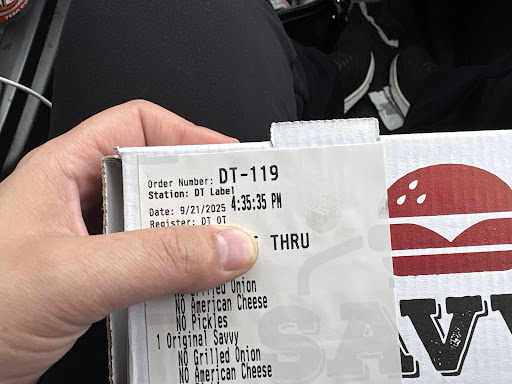 Order Number: DT-119
Station: DT Label
Date: 9/21/2025 4:35:35 PM
Register: DT OT
THRU
Grilled Onion
NO American Cheese
NO Pickles
1 Original Savvy
NO Grilled Onion
NO American Cheese
SAVVY